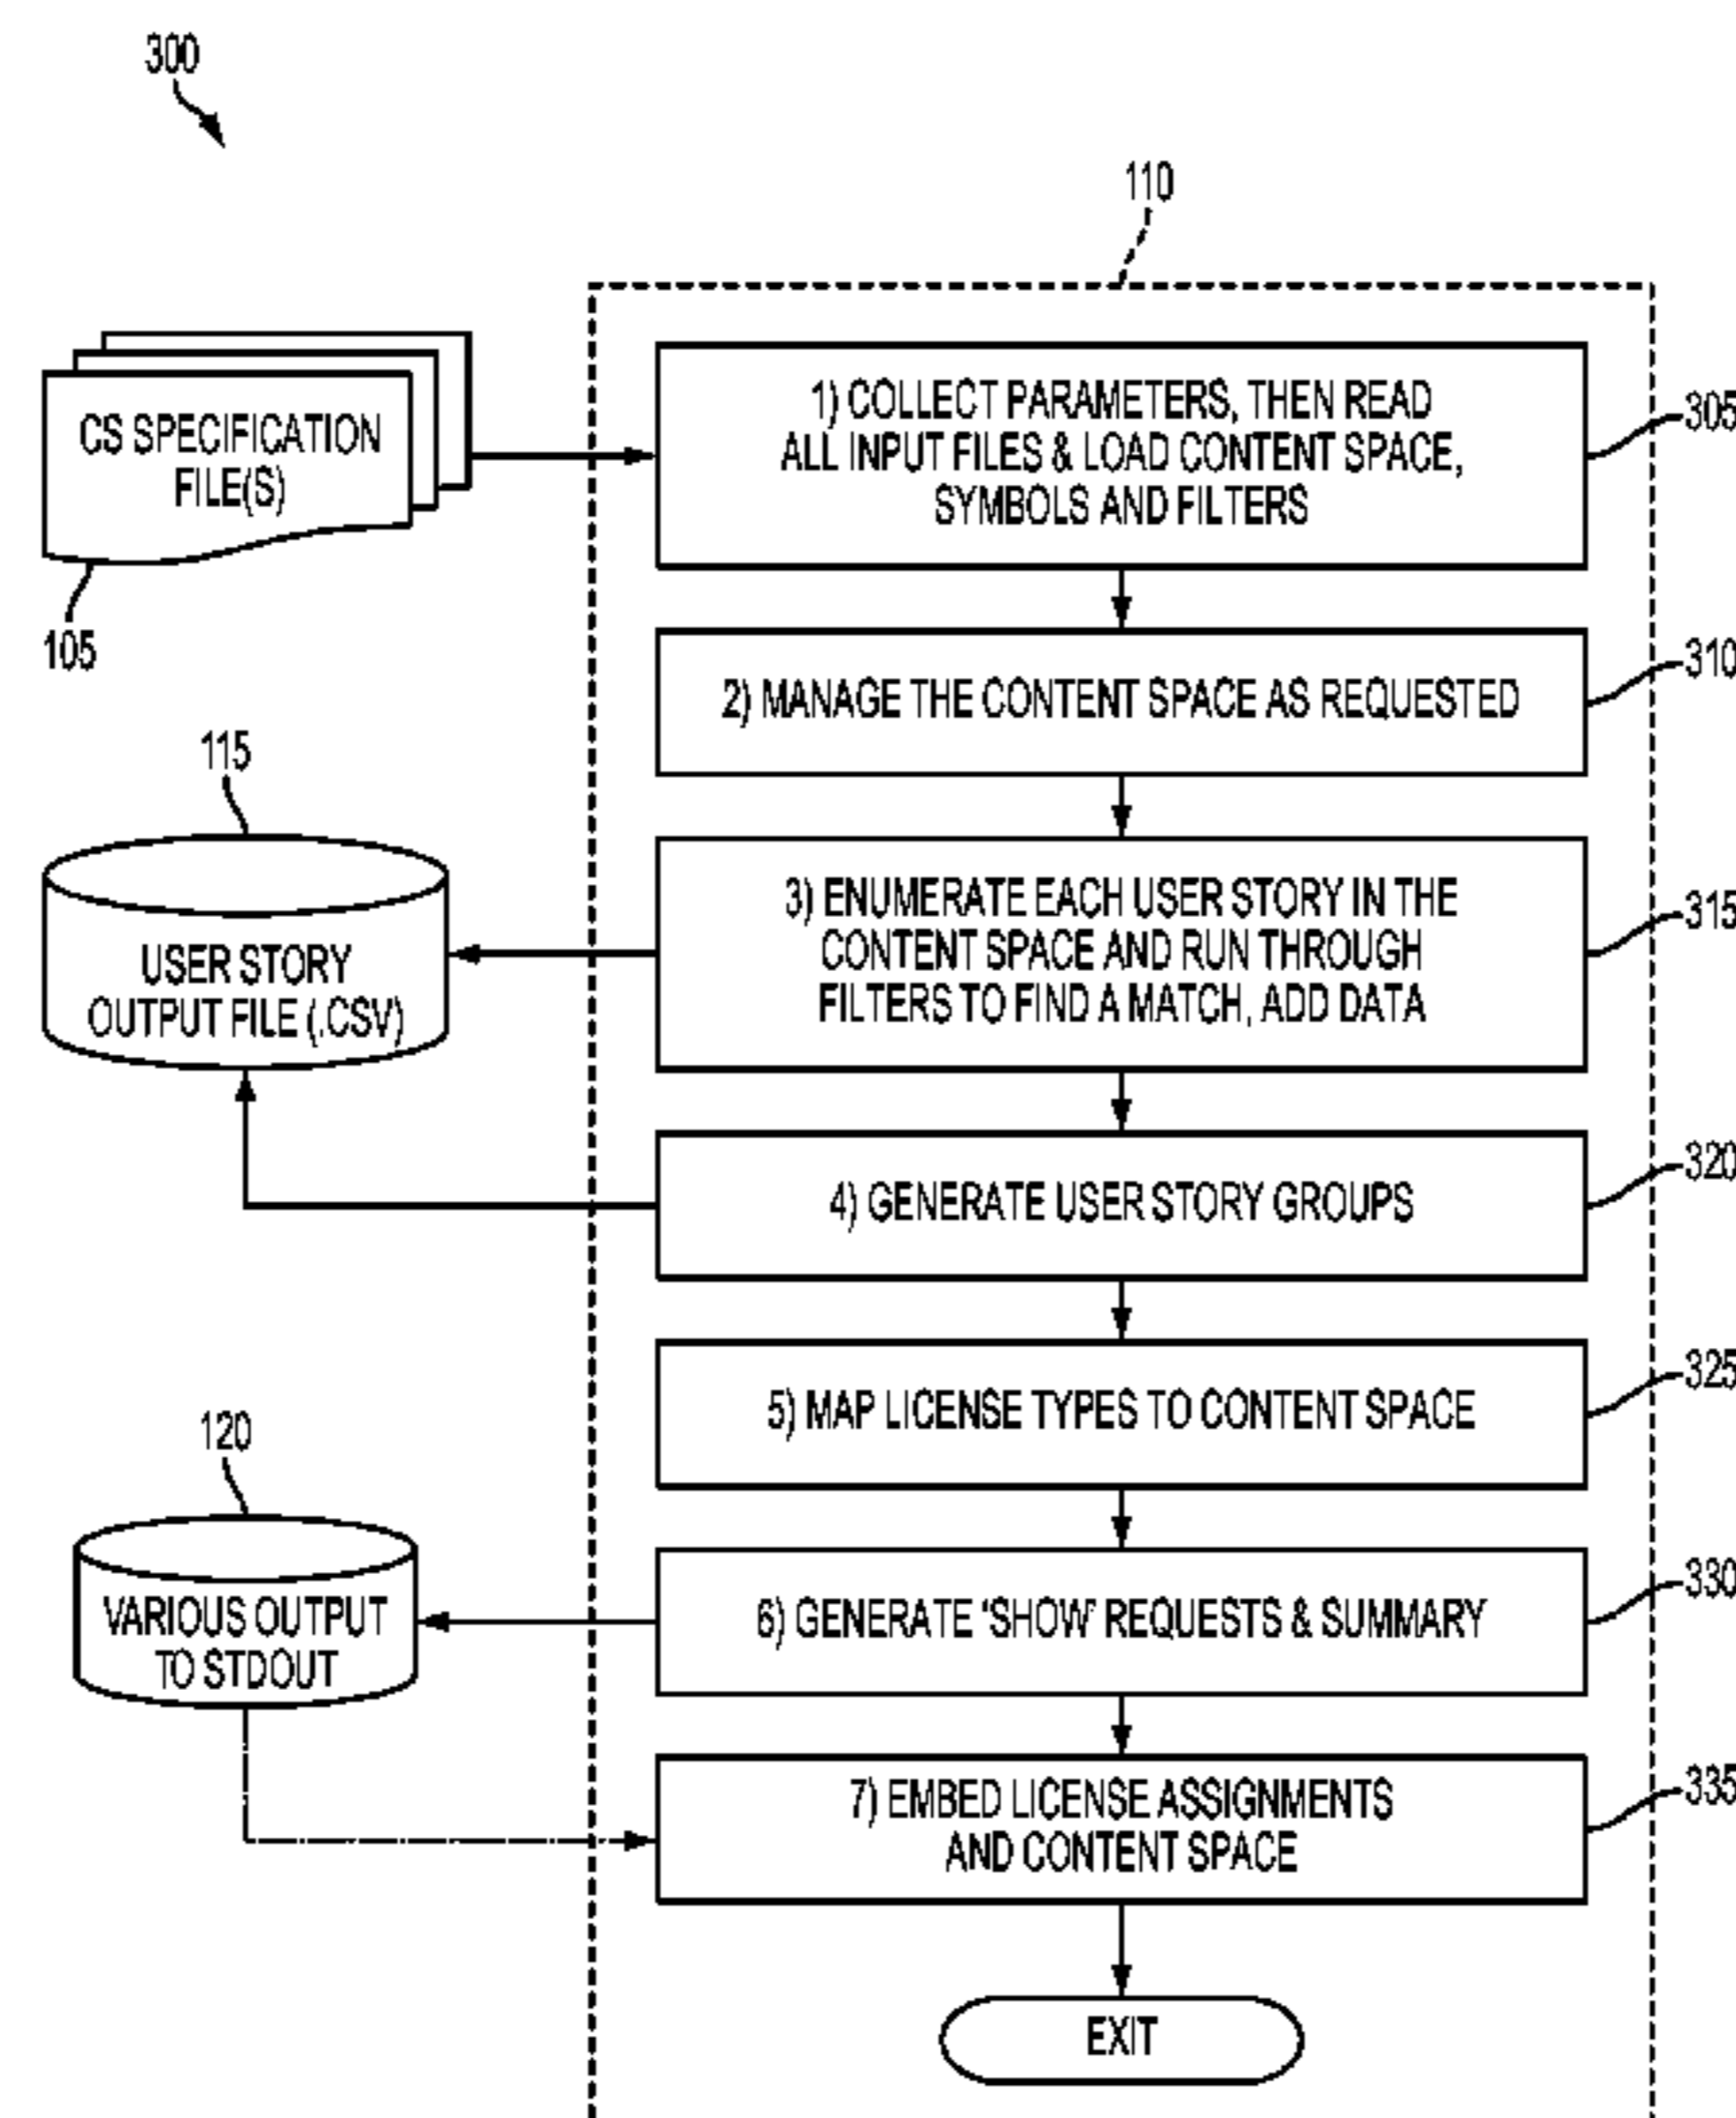 300
110
CS SPECIFICATION
FILE(S)
105
1) COLLECT PARAMETERS, THEN READ
ALL INPUT FILES & LOAD CONTENT SPACE,
SYMBOLS AND FILTERS
305
2) MANAGE THE CONTENT SPACE AS REQUESTED
310
115
USER STORY
OUTPUT FILE (.CSV)
3) ENUMERATE EACH USER STORY IN THE
CONTENT SPACE AND RUN THROUGH
FILTERS TO FIND A MATCH, ADD DATA
315
4) GENERATE USER STORY GROUPS
320
5) MAP LICENSE TYPES TO CONTENT SPACE
325
120
VARIOUS OUTPUT
TO STDOUT
6) GENERATE 'SHOW' REQUESTS & SUMMARY
330
7) EMBED LICENSE ASSIGNMENTS
AND CONTENT SPACE
335
EXIT